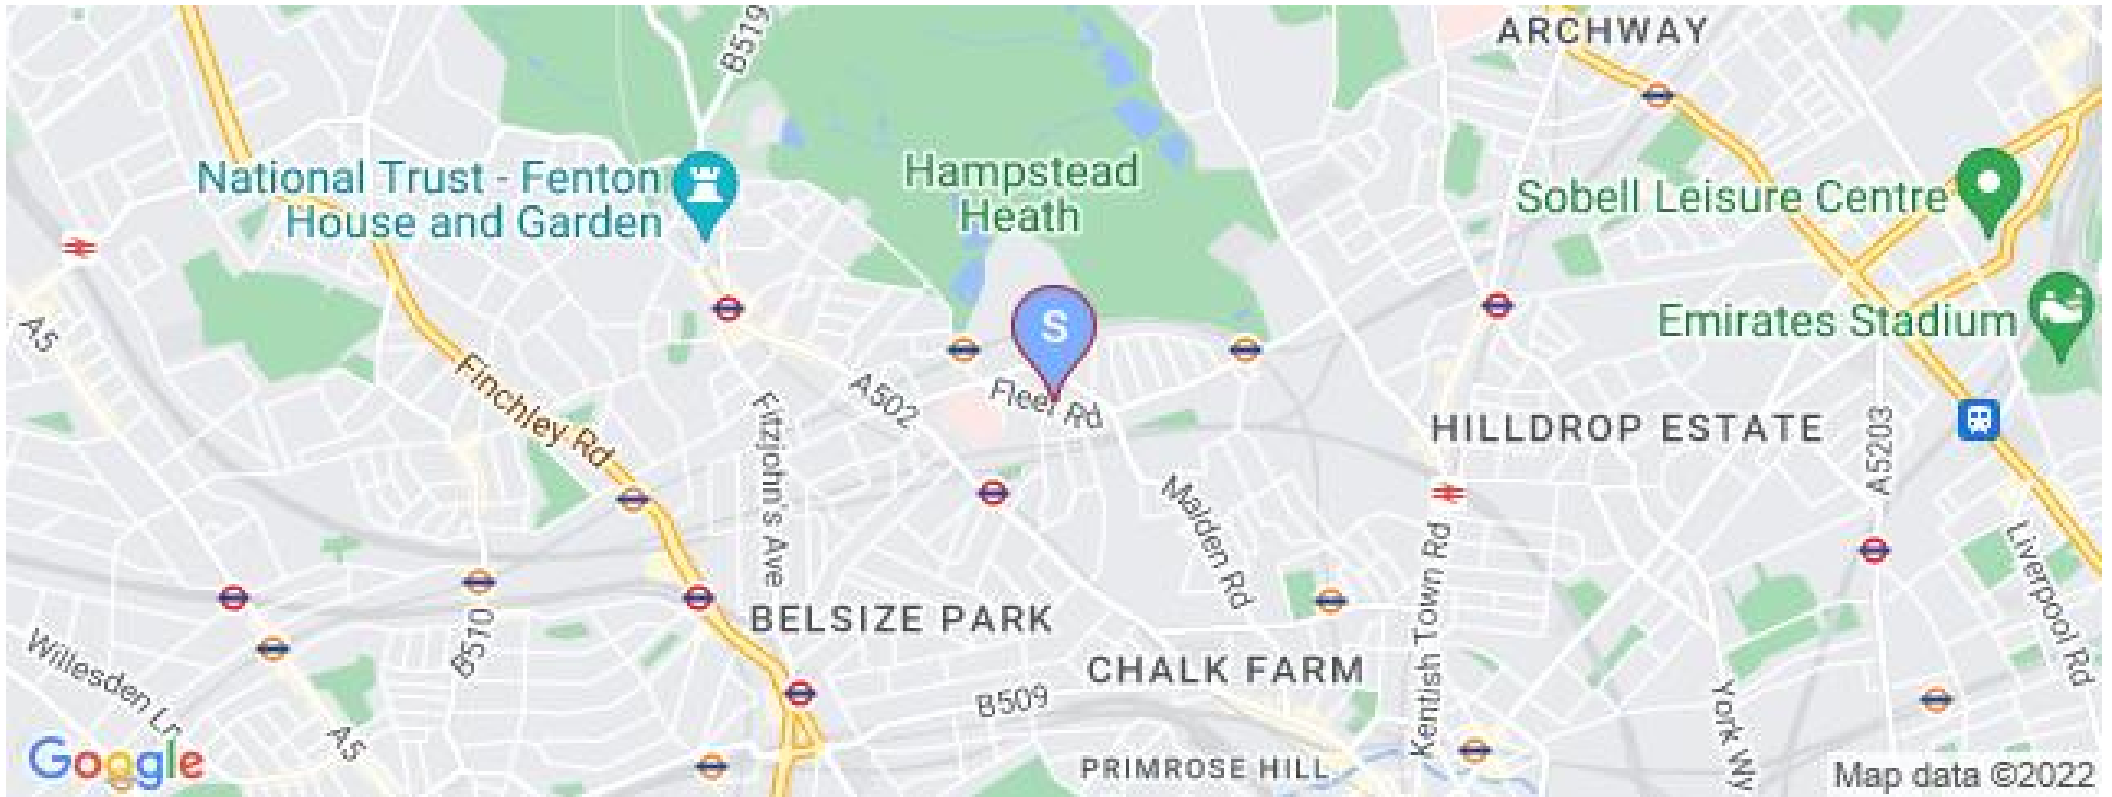 B519
ARCHWAY
National Trust - Fenton
House and Garden
Hampstead
Heath
Sobell Leisure Centre
Emirates Stadium
A5
S
Finchley Rd
A502
Fleet Rd
Fitzjohn's Ave
HILLDROP ESTATE
A5203
Malden Rd
Kentish Town Rd
Liverpool Rd
B510
BELSIZE PARK
Willesden Ln
CHALK FARM
B509
York Wy
A5
PRIMROSE HILL
Google
Map data ©2022